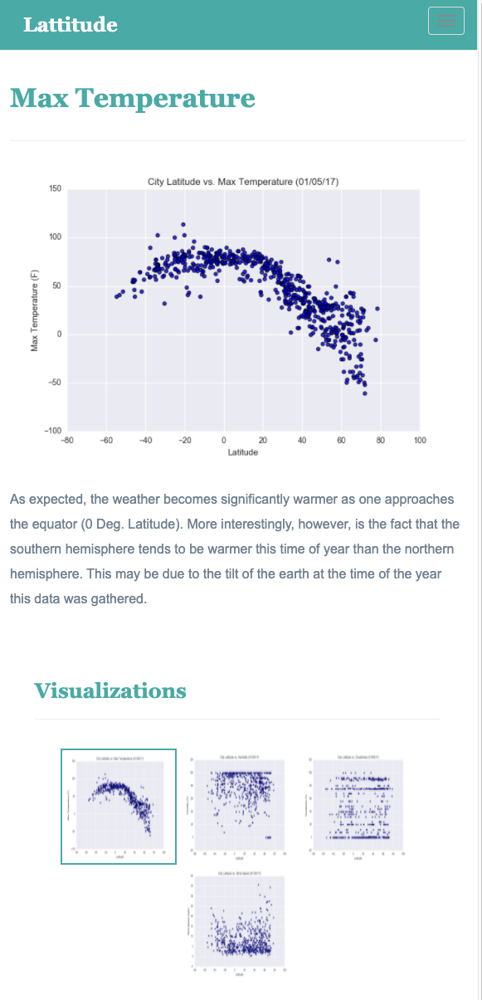 Lattitude
Max Temperature
City Latitude vs. Max Temperature (01/05/17)
150
100
50
0
−50
−100
Max Temperature (F)
−80 −60 −40 −20 0 20 40 60 80 100
Latitude
As expected, the weather becomes significantly warmer as one approaches
the equator (0 Deg. Latitude). More interestingly, however, is the fact that the
southern hemisphere tends to be warmer this time of year than the northern
hemisphere. This may be due to the tilt of the earth at the time of the year
this data was gathered.
Visualizations